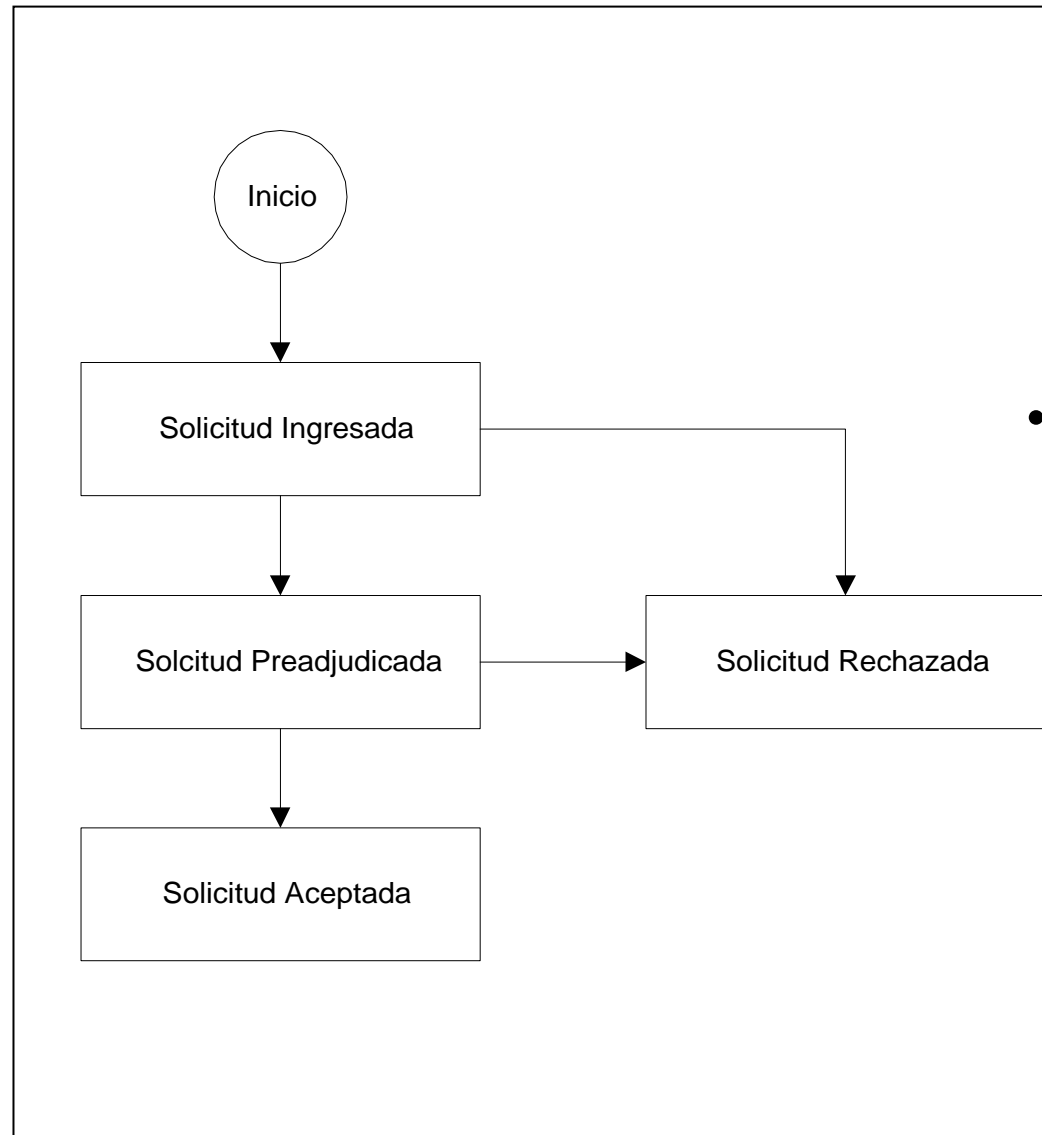 Inicio
Solicitud Ingresada
Solcitud Preadjudicada
Solicitud Rechazada
Solicitud Aceptada